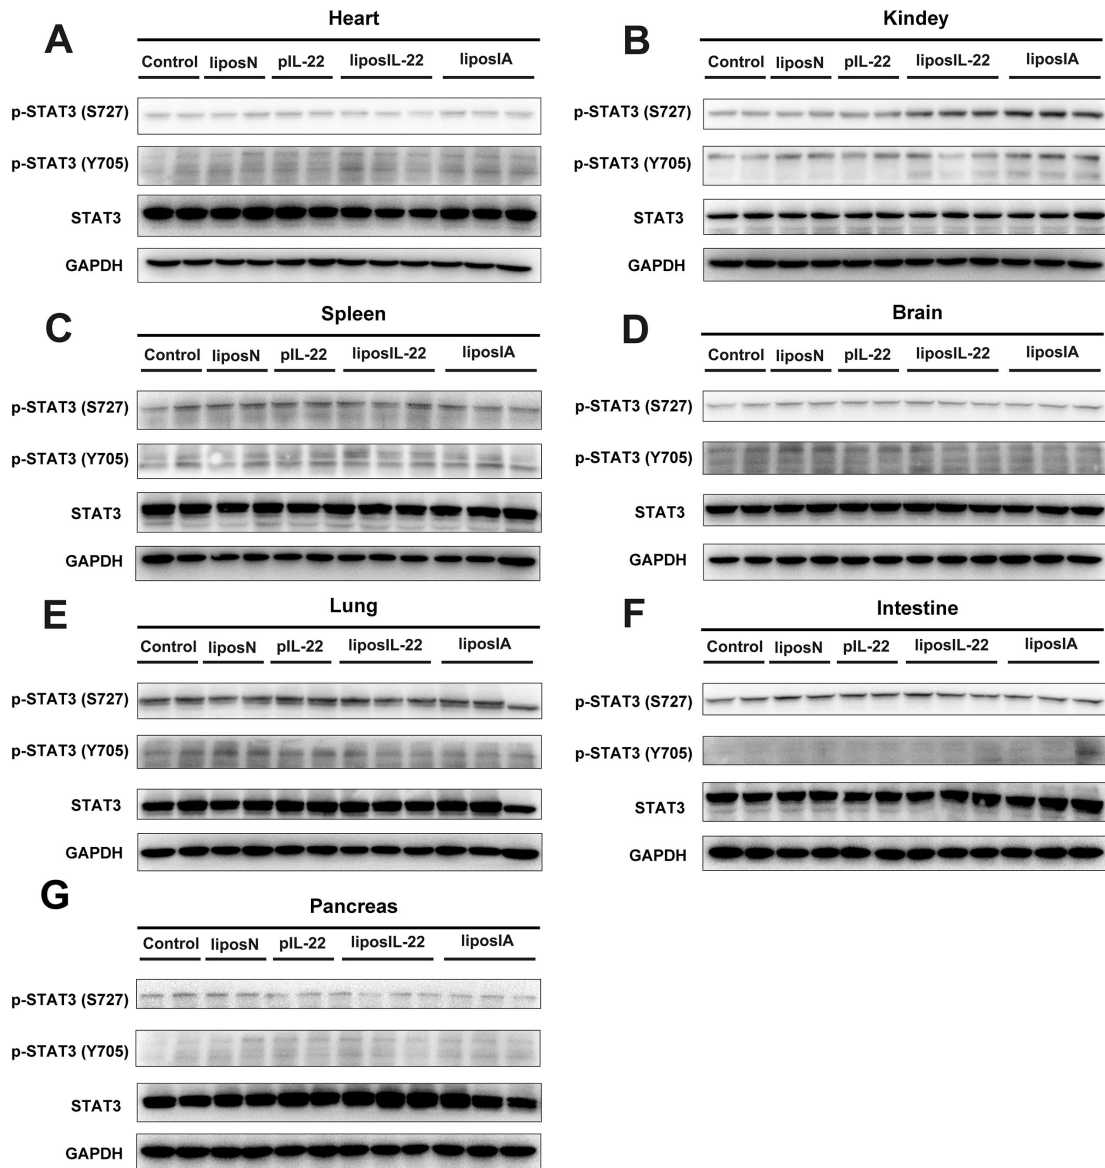 A
Heart
Control liposN pIL-22 liposIL-22 liposIA
p-STAT3 (S727)
p-STAT3 (Y705)
STAT3
GAPDH
B
Kindey
Control liposN pIL-22 liposIL-22 liposIA
p-STAT3 (S727)
p-STAT3 (Y705)
STAT3
GAPDH
C
Spleen
Control liposN pIL-22 liposIL-22 liposIA
p-STAT3 (S727)
p-STAT3 (Y705)
STAT3
GAPDH
D
Brain
Control liposN pIL-22 liposIL-22 liposIA
p-STAT3 (S727)
p-STAT3 (Y705)
STAT3
GAPDH
E
Lung
Control liposN pIL-22 liposIL-22 liposIA
p-STAT3 (S727)
p-STAT3 (Y705)
STAT3
GAPDH
F
Intestine
Control liposN pIL-22 liposIL-22 liposIA
p-STAT3 (S727)
p-STAT3 (Y705)
STAT3
GAPDH
G
Pancreas
Control liposN pIL-22 liposIL-22 liposIA
p-STAT3 (S727)
p-STAT3 (Y705)
STAT3
GAPDH